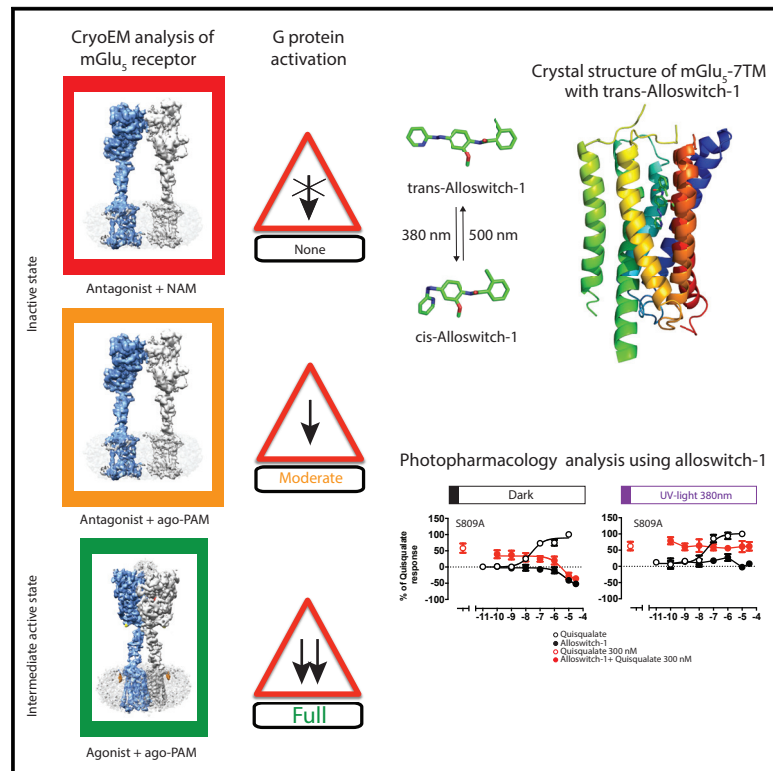 CryoEM analysis of
mGlu5 receptor
G protein
activation
Inactive state
Antagonist + NAM
None
Antagonist + ago-PAM
Moderate
Intermediate active state
Agonist + ago-PAM
Full
trans-Alloswitch-1
380 nm
500 nm
cis-Alloswitch-1
Crystal structure of mGlu5-7TM
with trans-Alloswitch-1
Photopharmacology analysis using alloswitch-1
Dark
UV-light 380nm
% of Quisqualate
response
S809A
150
100
50
0
-50
-100
-11 -10 -9 -8 -7 -6 -5 -4
S809A
150
100
50
0
-50
-100
-11 -10 -9 -8 -7 -6 -5 -4
Quisqualate
Alloswitch-1
Quisqualate 300 nM
Alloswitch-1+ Quisqualate 300 nM